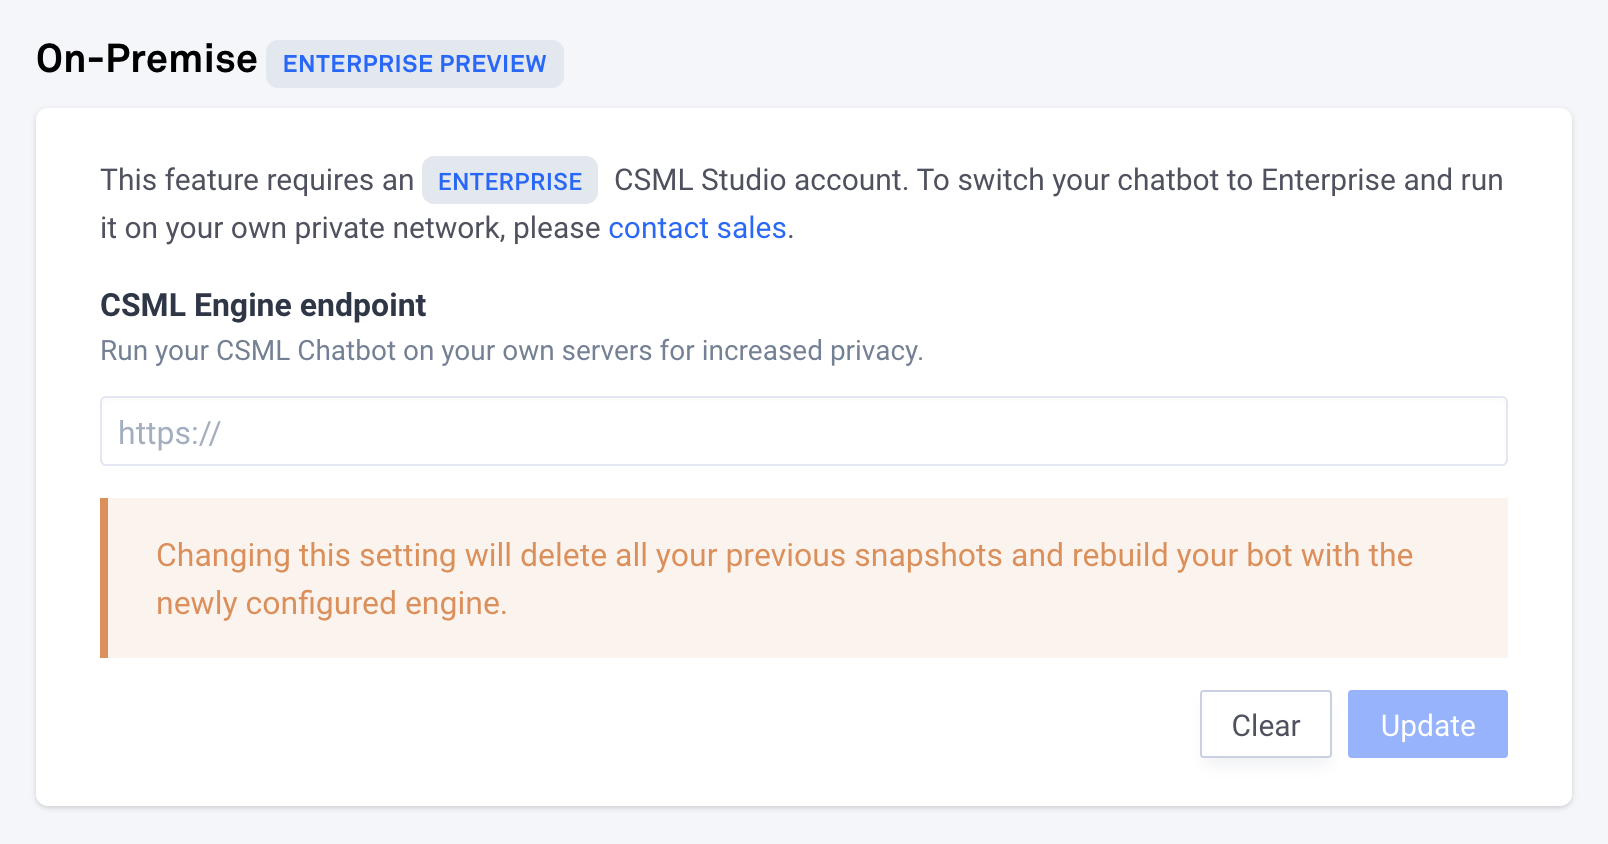 On-Premise ENTERPRISE PREVIEW
This feature requires an ENTERPRISE CSML Studio account. To switch your chatbot to Enterprise and run
it on your own private network, please contact sales.
CSML Engine endpoint
Run your CSML Chatbot on your own servers for increased privacy.
https://
Changing this setting will delete all your previous snapshots and rebuild your bot with the
newly configured engine.
Clear Update